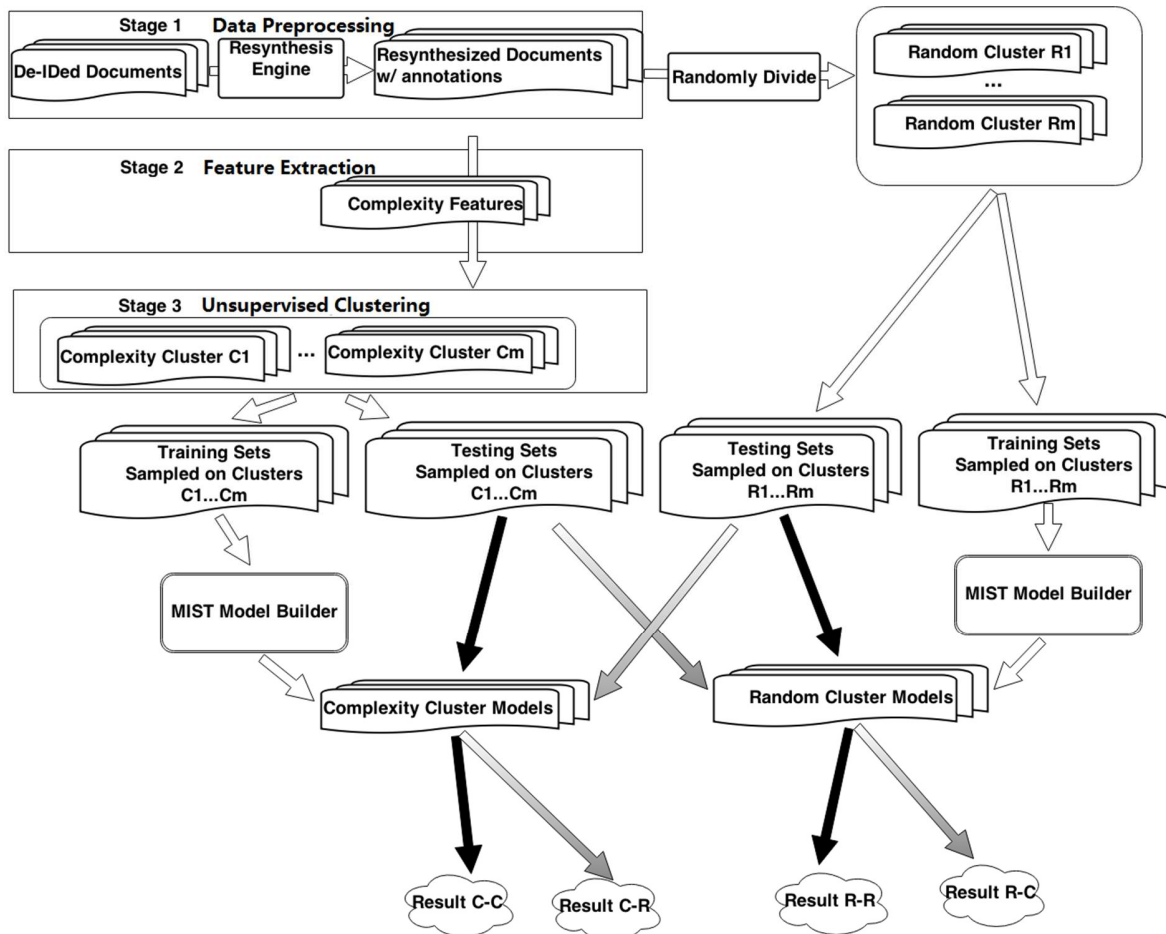 Stage 1 Data Preprocessing
De-IDed Documents
Resynthesis
Engine
Resynthesized Documents
w/ annotations
Randomly Divide
Random Cluster R1
...
Random Cluster Rm
Stage 2 Feature Extraction
Complexity Features
Stage 3 Unsupervised Clustering
Complexity Cluster C1
...
Complexity Cluster Cm
Training Sets
Sampled on Clusters
C1...Cm
Testing Sets
Sampled on Clusters
C1...Cm
Testing Sets
Sampled on Clusters
R1...Rm
Training Sets
Sampled on Clusters
R1...Rm
MIST Model Builder
MIST Model Builder
Complexity Cluster Models
Random Cluster Models
Result C-C
Result C-R
Result R-R
Result R-C